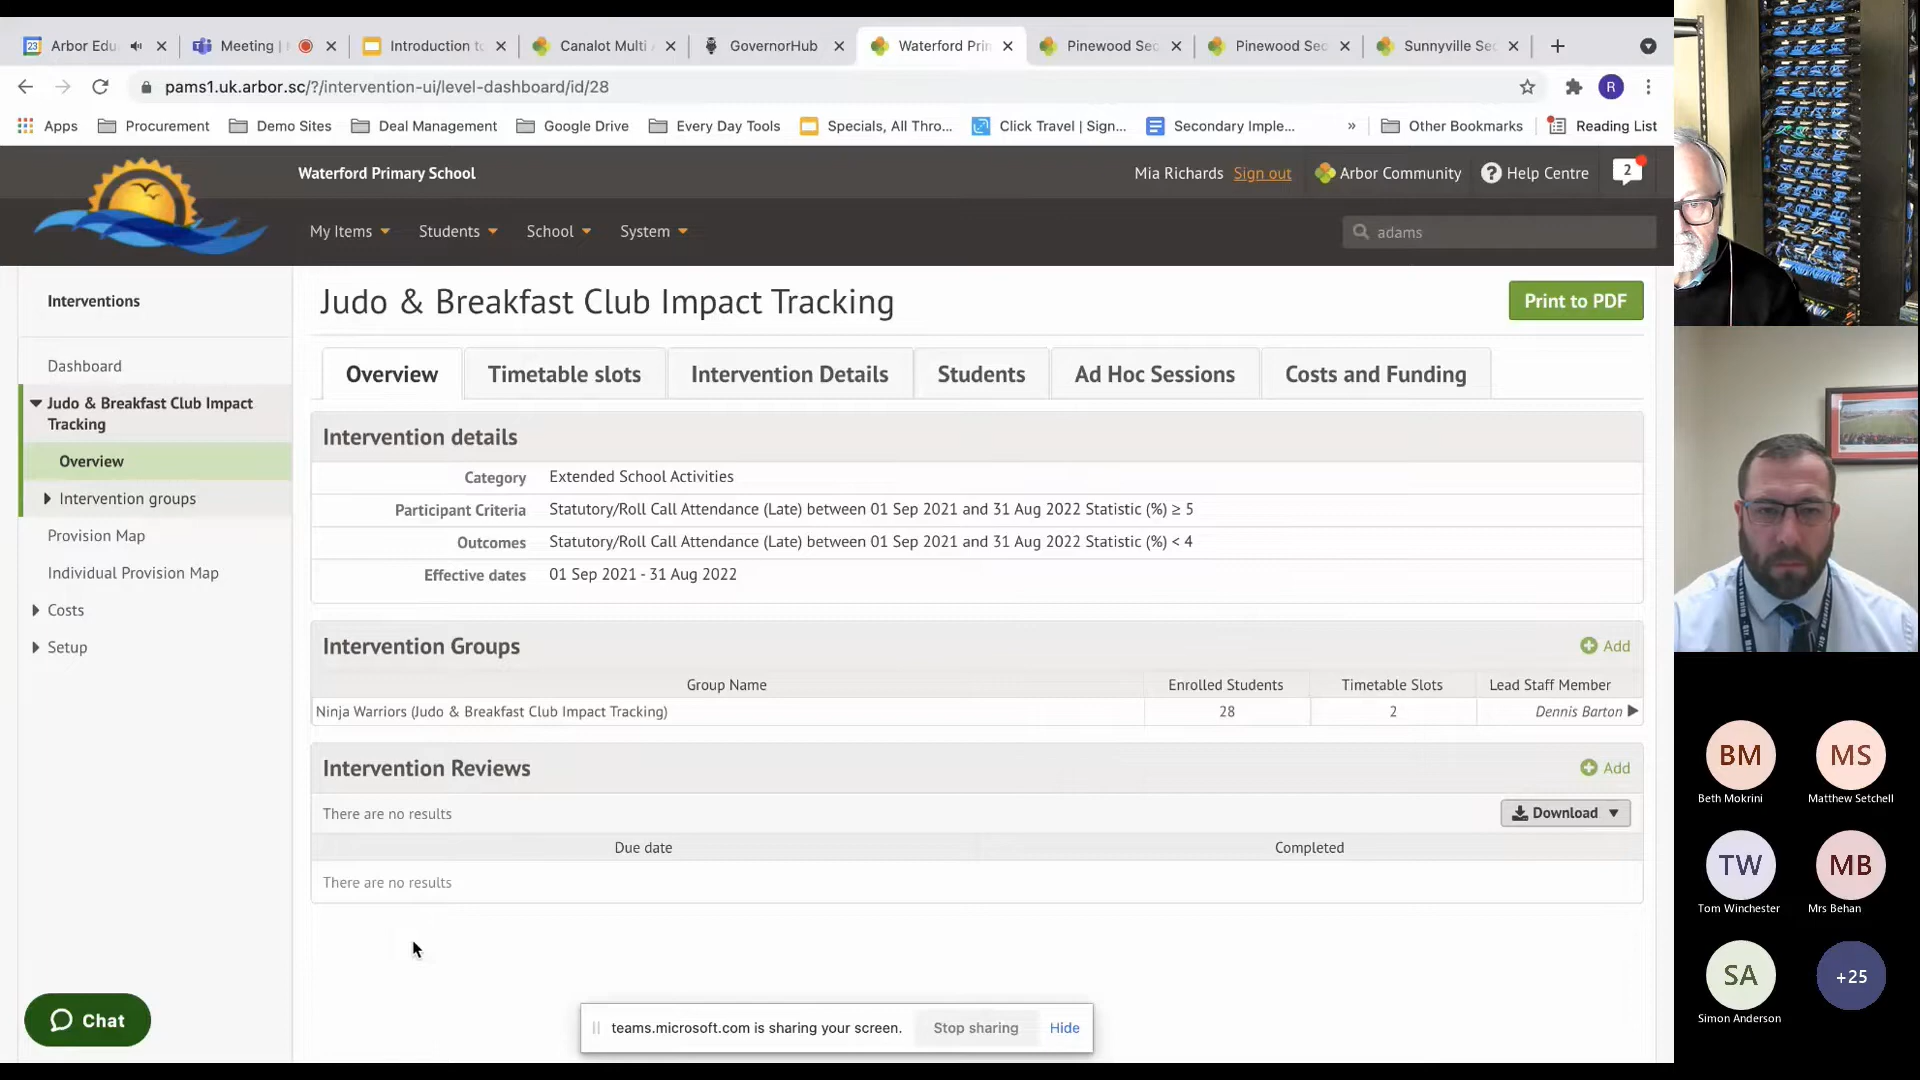 Arbor Edu
Meeting |
Introduction to
Canalot Multi A
GovernorHub
Waterford Prim
Pinewood Sec
Pinewood Sec
Sunnyville Sec
23
pams1.uk.arbor.sc/?/intervention-ui/level-dashboard/id/28
R
Apps
Procurement
Demo Sites
Deal Management
Google Drive
Every Day Tools
Specials, All Thro...
Click Travel | Sign...
Secondary Imple...
»
Other Bookmarks
Reading List
Waterford Primary School
Mia Richards Sign out
Arbor Community
Help Centre
2
My Items
Students
School
System
adams
Interventions
Dashboard
Judo & Breakfast Club Impact
Tracking
Overview
Intervention groups
Provision Map
Individual Provision Map
Costs
Setup
Judo & Breakfast Club Impact Tracking
Print to PDF
Overview
Timetable slots
Intervention Details
Students
Ad Hoc Sessions
Costs and Funding
Intervention details
Category Extended School Activities
Participant Criteria Statutory/Roll Call Attendance (Late) between 01 Sep 2021 and 31 Aug 2022 Statistic (%) ≥ 5
Outcomes Statutory/Roll Call Attendance (Late) between 01 Sep 2021 and 31 Aug 2022 Statistic (%) < 4
Effective dates 01 Sep 2021 - 31 Aug 2022
Intervention Groups
Add
Group Name Enrolled Students Timetable Slots Lead Staff Member
Ninja Warriors (Judo & Breakfast Club Impact Tracking) 28 2 Dennis Barton
Intervention Reviews
Add
There are no results
Download
Due date Completed
There are no results
Chat
teams.microsoft.com is sharing your screen.
Stop sharing
Hide
BM
Beth Mokrini
MS
Matthew Setchell
TW
Tom Winchester
MB
Mrs Behan
SA
Simon Anderson
+25